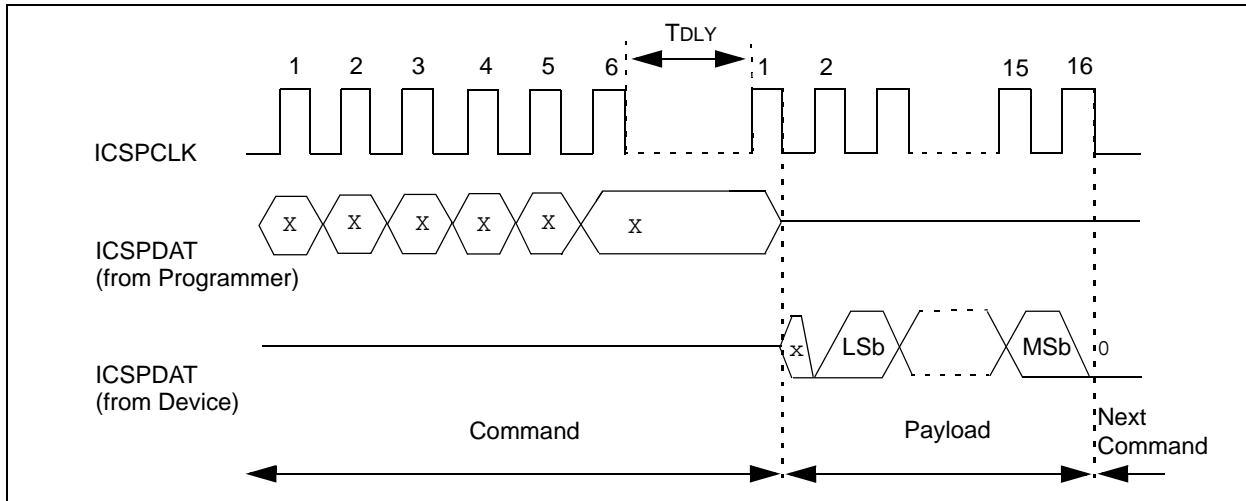 TDLY
1 2 3 4 5 6 1 2 15 16
ICSPCLK
x x x x x x
ICSPDAT
(from Programmer)
x LSb MSb 0
ICSPDAT
(from Device)
Command Payload Next
Command